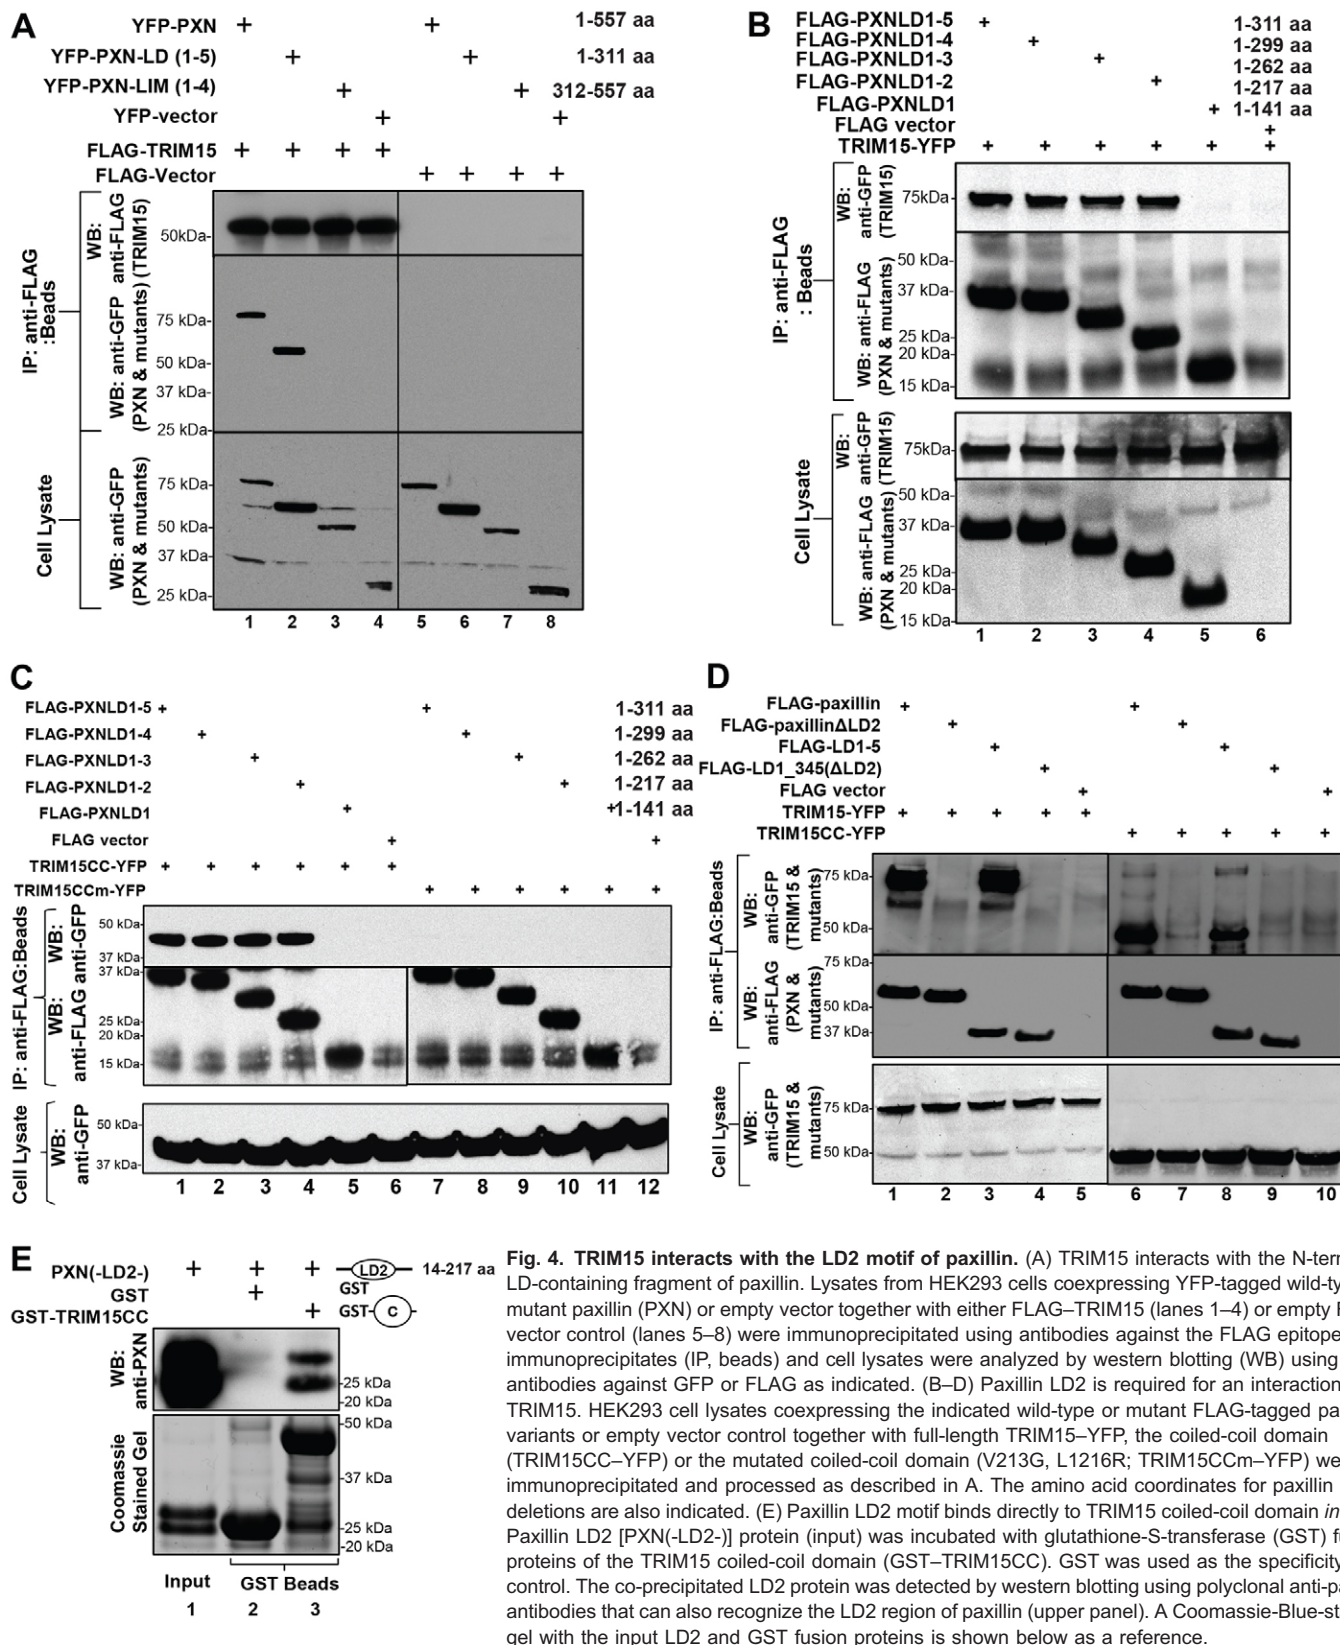 A
YFP-PXN + + 1-557 aa
YFP-PXN-LD (1-5) + + 1-311 aa
YFP-PXN-LIM (1-4) + + 312-557 aa
YFP-vector + +
FLAG-TRIM15 + + + +
FLAG-Vector + + + +
IP: anti-FLAG ::Beads
WB: anti-FLAG (TRIM15)
50kDa-
WB: anti-GFP (PXN & mutants)
75 kDa-
50 kDa-
37 kDa-
25 kDa-
Cell Lysate
WB: anti-GFP (PXN & mutants)
75 kDa-
50 kDa-
37 kDa-
25 kDa-
1 2 3 4 5 6 7 8
B
FLAG-PXNLD1-5 + 1-311 aa
FLAG-PXNLD1-4 + 1-299 aa
FLAG-PXNLD1-3 + 1-262 aa
FLAG-PXNLD1-2 + 1-217 aa
FLAG-PXNLD1 + 1-141 aa
FLAG vector +
TRIM15-YFP + + + + + +
IP: anti-FLAG : Beads
WB: anti-GFP (TRIM15)
75kDa-
WB: anti-FLAG (PXN & mutants)
50 kDa-
37 kDa-
25 kDa-
20 kDa-
15 kDa-
Cell Lysate
WB: anti-GFP (TRIM15)
75kDa-
WB: anti-FLAG (PXN & mutants)
50 kDa-
37 kDa-
25 kDa-
20 kDa-
15 kDa-
1 2 3 4 5 6
C
FLAG-PXNLD1-5 + + 1-311 aa
FLAG-PXNLD1-4 + + 1-299 aa
FLAG-PXNLD1-3 + + 1-262 aa
FLAG-PXNLD1-2 + + 1-217 aa
FLAG-PXNLD1 + +1-141 aa
FLAG vector + +
TRIM15CC-YFP + + + + + +
TRIM15CCm-YFP + + + + + +
IP: anti-FLAG:Beads
WB: anti-GFP
50 kDa-
37 kDa-
WB: anti-FLAG
37 kDa-
25 kDa-
20 kDa-
15 kDa-
Cell Lysate
WB: anti-GFP
50 kDa-
37 kDa-
1 2 3 4 5 6 7 8 9 10 11 12
D
FLAG-paxillin + +
FLAG-paxillinΔLD2 + +
FLAG-LD1-5 + +
FLAG-LD1_345(ΔLD2) + +
FLAG vector + +
TRIM15-YFP + + + + +
TRIM15CC-YFP + + + + +
IP: anti-FLAG:Beads
WB: anti-GFP (TRIM15 & mutants)
75 kDa-
50 kDa-
WB: anti-FLAG (PXN & mutants)
75 kDa-
50 kDa-
37 kDa-
Cell Lysate
WB: anti-GFP (TRIM15 & mutants)
75 kDa-
50 kDa-
1 2 3 4 5 6 7 8 9 10
E
PXN(-LD2-) + + + LD2 14-217 aa
GST + GST
GST-TRIM15CC + GST- C
WB: anti-PXN
-25 kDa
-20 kDa
Coomassie Stained Gel
-50 kDa
-37 kDa
-25 kDa
-20 kDa
Input GST Beads
1 2 3
Fig. 4. TRIM15 interacts with the LD2 motif of paxillin. (A) TRIM15 interacts with the N-term
LD-containing fragment of paxillin. Lysates from HEK293 cells coexpressing YFP-tagged wild-ty
mutant paxillin (PXN) or empty vector together with either FLAG–TRIM15 (lanes 1–4) or empty F
vector control (lanes 5–8) were immunoprecipitated using antibodies against the FLAG epitope
immunoprecipitates (IP, beads) and cell lysates were analyzed by western blotting (WB) using
antibodies against GFP or FLAG as indicated. (B–D) Paxillin LD2 is required for an interaction
TRIM15. HEK293 cell lysates coexpressing the indicated wild-type or mutant FLAG-tagged pa
variants or empty vector control together with full-length TRIM15–YFP, the coiled-coil domain
(TRIM15CC–YFP) or the mutated coiled-coil domain (V213G, L1216R; TRIM15CCm–YFP) we
immunoprecipitated and processed as described in A. The amino acid coordinates for paxillin
deletions are also indicated. (E) Paxillin LD2 motif binds directly to TRIM15 coiled-coil domain in
Paxillin LD2 [PXN(-LD2-)] protein (input) was incubated with glutathione-S-transferase (GST) f
proteins of the TRIM15 coiled-coil domain (GST–TRIM15CC). GST was used as the specificity
control. The co-precipitated LD2 protein was detected by western blotting using polyclonal anti-pa
antibodies that can also recognize the LD2 region of paxillin (upper panel). A Coomassie-Blue-st
gel with the input LD2 and GST fusion proteins is shown below as a reference.